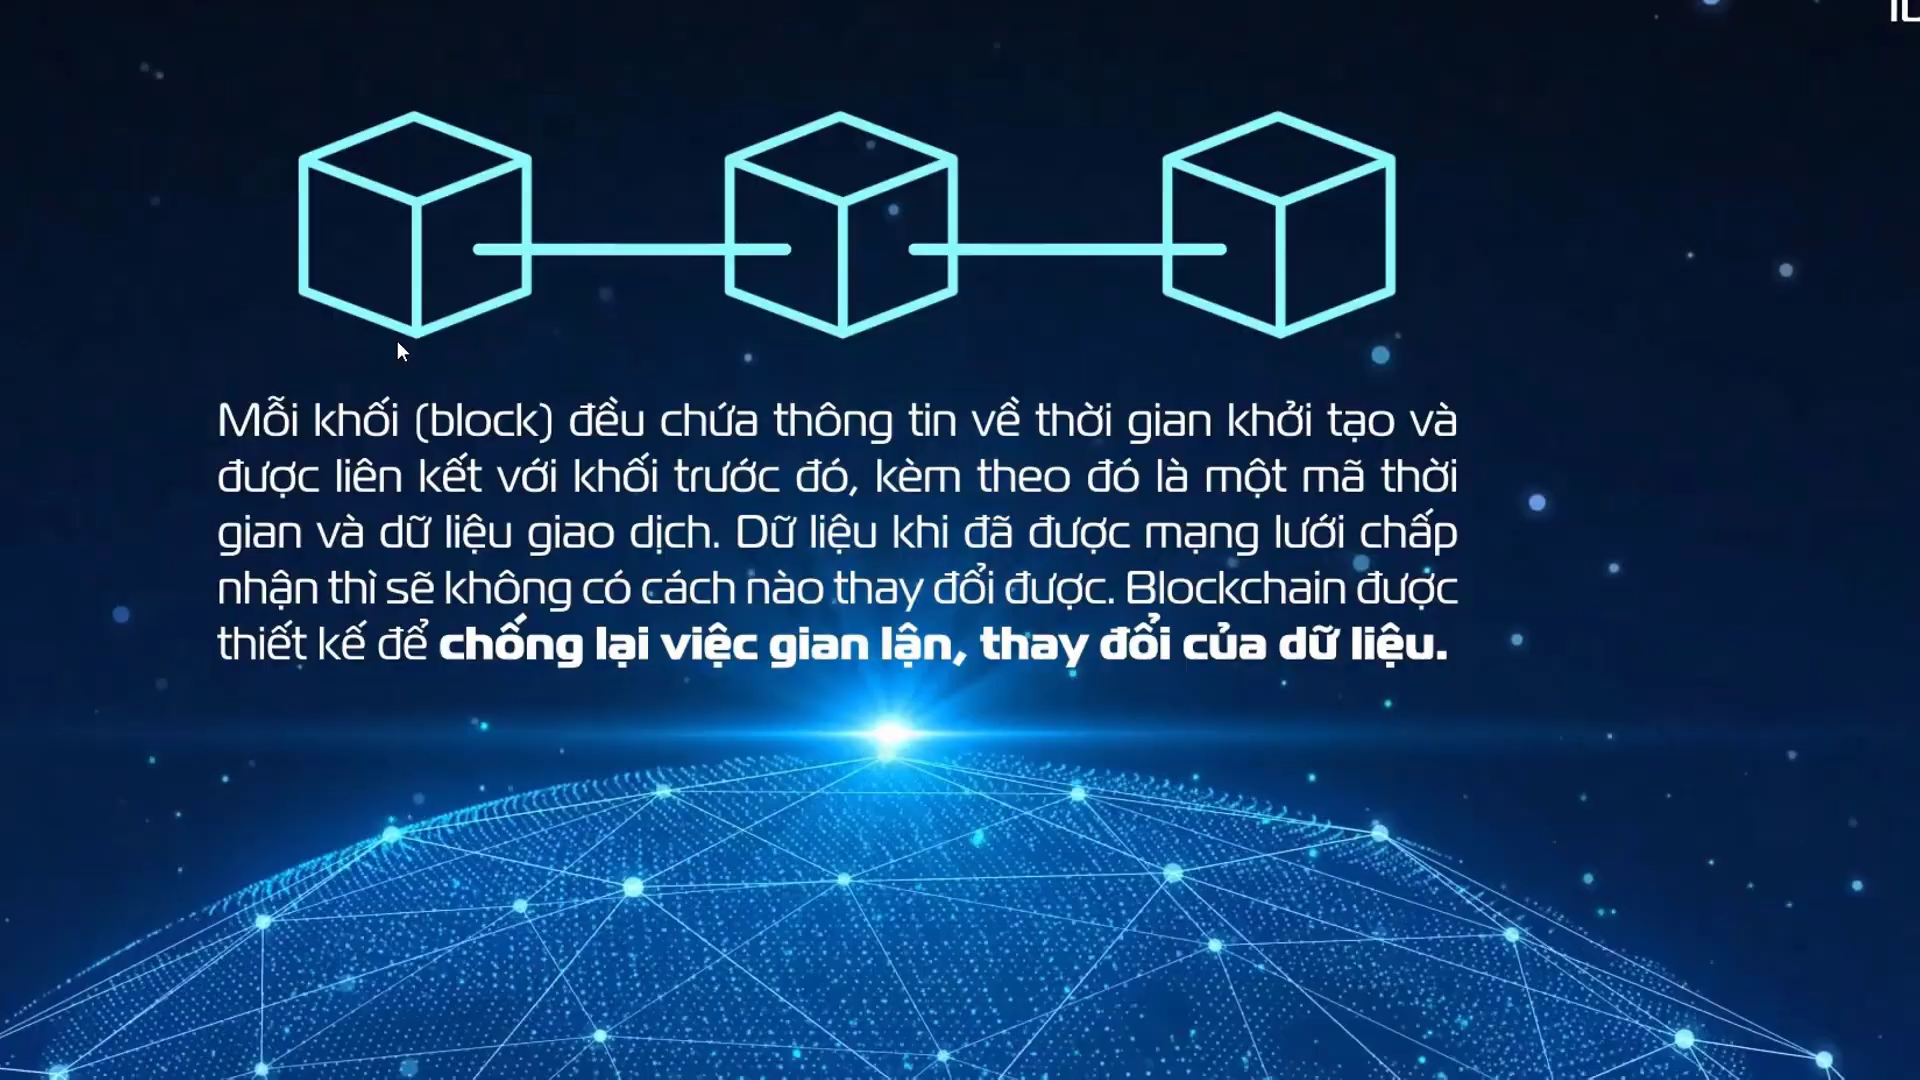 Mỗi khối (block) đều chứa thông tin về thời gian khởi tạo và
được liên kết với khối trước đó, kèm theo đó là một mã thời
gian và dữ liệu giao dịch. Dữ liệu khi đã được mạng lưới chấp
nhận thì sẽ không có cách nào thay đổi được. Blockchain được
thiết kế để chống lại việc gian lận, thay đổi của dữ liệu.